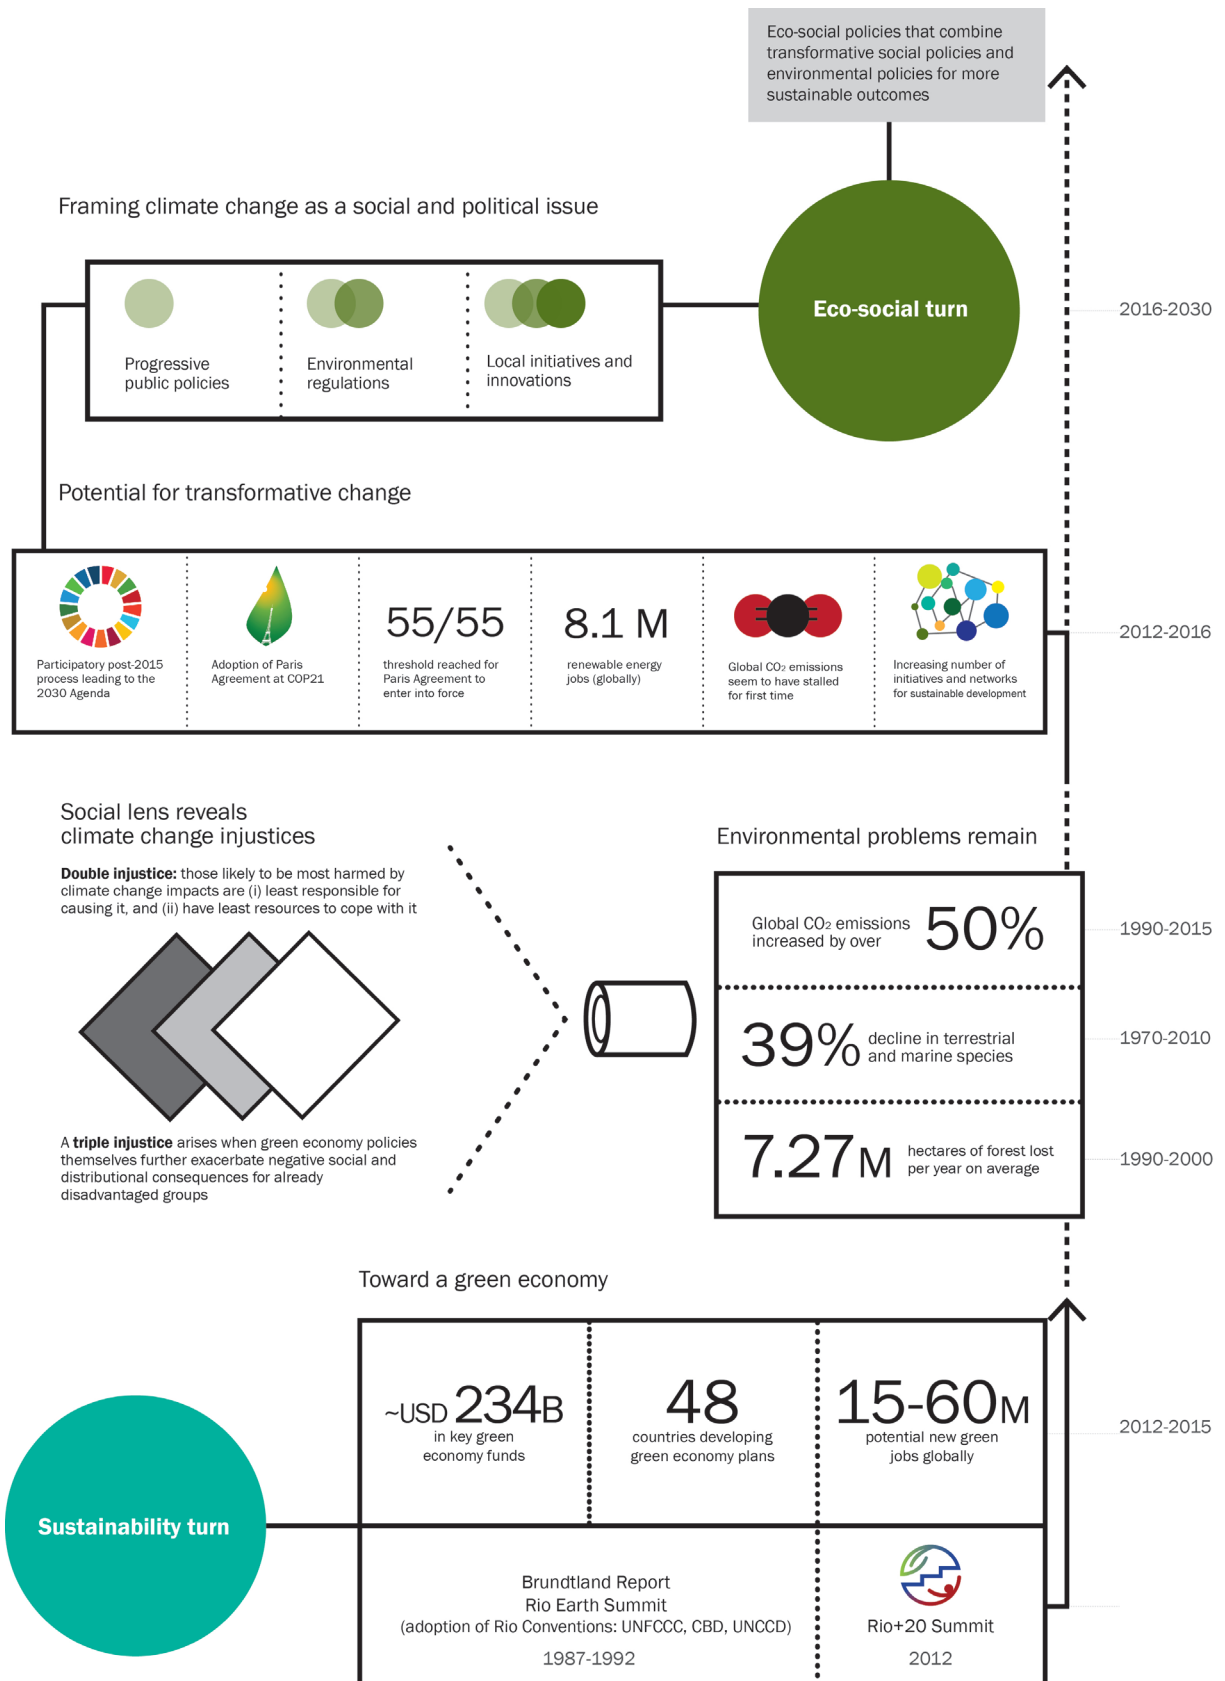 Eco-social policies that combine
transformative social policies and
environmental policies for more
sustainable outcomes
Framing climate change as a social and political issue
Progressive
public policies
Environmental
regulations
Local initiatives and
innovations
Eco-social turn
2016-2030
Potential for transformative change
Participatory post-2015
process leading to the
2030 Agenda
Adoption of Paris
Agreement at COP21
55/55
threshold reached for
Paris Agreement to
enter into force
8.1 M
renewable energy
jobs (globally)
Global CO₂ emissions
seem to have stalled
for first time
Increasing number of
initiatives and networks
for sustainable development
2012-2016
Social lens reveals
climate change injustices
Double injustice: those likely to be most harmed by
climate change impacts are (i) least responsible for
causing it, and (ii) have least resources to cope with it
A triple injustice arises when green economy policies
themselves further exacerbate negative social and
distributional consequences for already
disadvantaged groups
Environmental problems remain
Global CO₂ emissions
increased by over
50%
1990-2015
39%
decline in terrestrial
and marine species
1970-2010
7.27M
hectares of forest lost
per year on average
1990-2000
Toward a green economy
~USD 234B
in key green
economy funds
48
countries developing
green economy plans
15-60M
potential new green
jobs globally
2012-2015
Sustainability turn
Brundtland Report
Rio Earth Summit
(adoption of Rio Conventions: UNFCCC, CBD, UNCCD)
1987-1992
Rio+20 Summit
2012